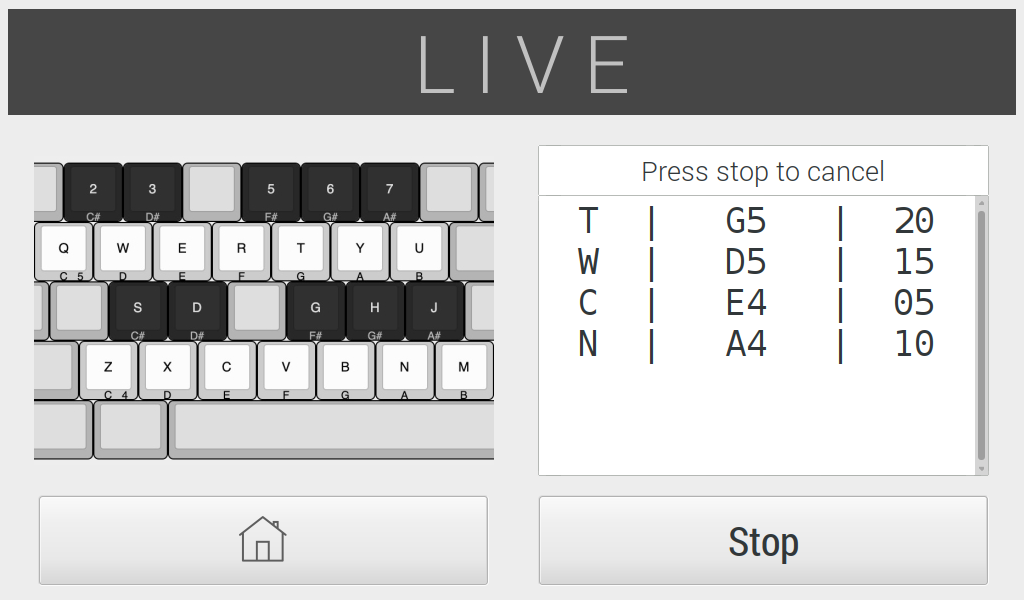 LIVE
2 3 5 6 7
C# D# F# G# A#
Q W E R T Y U
C 5 D E F G A B
S D G H J
C# D# F# G# A#
Z X C V B N M
C 4 D E F G A B
Press stop to cancel
T | G5 | 20
W | D5 | 15
C | E4 | 05
N | A4 | 10
Stop